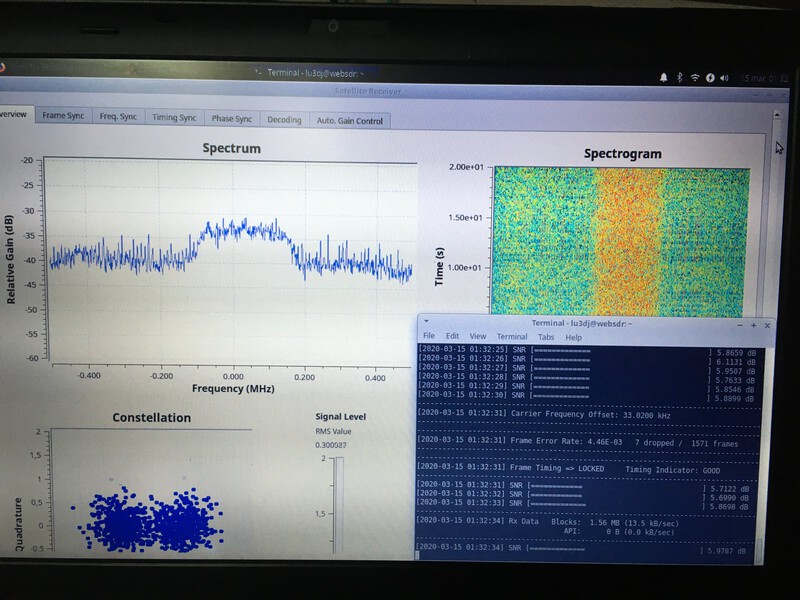 Terminal - lu3dj@websdr: ~
15 mar, 01:32
Satellite Receiver
verview Frame Sync Freq. Sync Timing Sync Phase Sync Decoding Auto. Gain Control
Spectrum
-20
-25
-30
-35
-40
-45
-50
-55
-60
Relative Gain (dB)
-0.400 -0.200 0.000 0.200 0.400
Frequency (MHz)
Spectrogram
2.00e+01
1.50e+01
1.00e+01
Time (s)
Constellation
2
1,5
1
0,5
0
-0.5
Quadrature
Signal Level
RMS Value
0.300987
2
1,5
Terminal - lu3dj@websdr: ~
File Edit View Terminal Tabs Help
[2020-03-15 01:32:25] SNR [============== ] 5.8659 dB
[2020-03-15 01:32:26] SNR [=============== ] 6.1131 dB
[2020-03-15 01:32:27] SNR [============== ] 5.9507 dB
[2020-03-15 01:32:28] SNR [============== ] 5.7633 dB
[2020-03-15 01:32:29] SNR [============== ] 5.8546 dB
[2020-03-15 01:32:30] SNR [============== ] 5.8899 dB
[2020-03-15 01:32:31] Carrier Frequency Offset: 33.0200 kHz
[2020-03-15 01:32:31] Frame Error Rate: 4.46E-03 7 dropped / 1571 frames
[2020-03-15 01:32:31] Frame Timing => LOCKED Timing Indicator: GOOD
[2020-03-15 01:32:31] SNR [============= ] 5.7122 dB
[2020-03-15 01:32:32] SNR [============= ] 5.6990 dB
[2020-03-15 01:32:33] SNR [============== ] 5.8698 dB
[2020-03-15 01:32:34] Rx Data Blocks: 1.56 MB (13.5 kB/sec)
API: 0 B (0.0 kB/sec)
[2020-03-15 01:32:34] SNR [============== ] 5.9787 dB